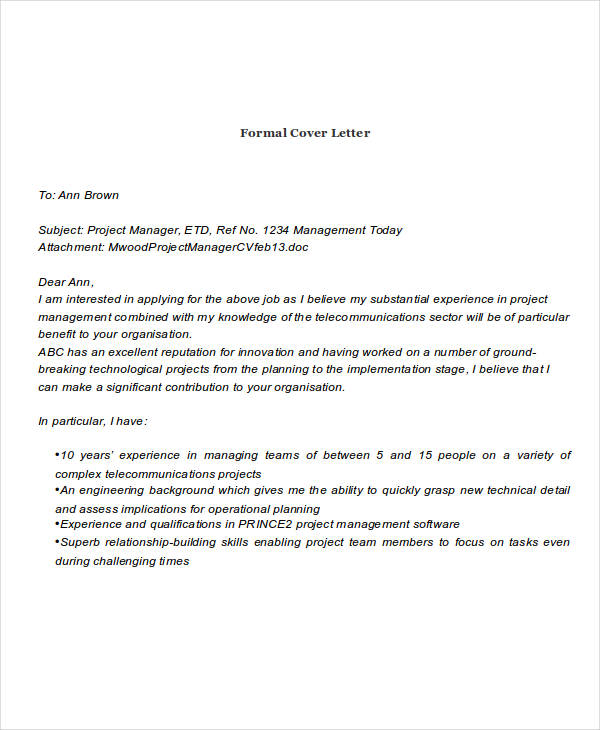 Formal Cover Letter
To: Ann Brown
Subject: Project Manager, ETD, Ref No. 1234 Management Today
Attachment: MwoodProjectManagerCVfeb13.doc
Dear Ann,
I am interested in applying for the above job as I believe my substantial experience in project
management combined with my knowledge of the telecommunications sector will be of particular
benefit to your organisation.
ABC has an excellent reputation for innovation and having worked on a number of ground-
breaking technological projects from the planning to the implementation stage, I believe that I
can make a significant contribution to your organisation.
In particular, I have:
•10 years’ experience in managing teams of between 5 and 15 people on a variety of
complex telecommunications projects
•An engineering background which gives me the ability to quickly grasp new technical detail
and assess implications for operational planning
•Experience and qualifications in PRINCE2 project management software
•Superb relationship-building skills enabling project team members to focus on tasks even
during challenging times